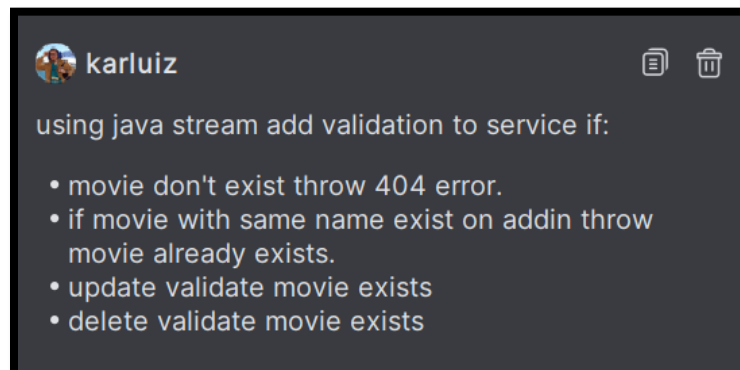 karluiz
using java stream add validation to service if:
• movie don't exist throw 404 error.
• if movie with same name exist on addin throw
movie already exists.
• update validate movie exists
• delete validate movie exists